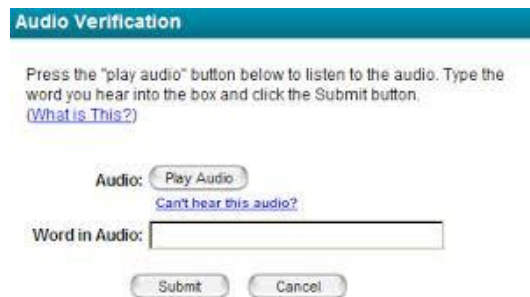 Audio Verification
Press the "play audio" button below to listen to the audio. Type the
word you hear into the box and click the Submit button.
(What is This?)
Audio: Play Audio
Can't hear this audio?
Word in Audio:
Submit Cancel